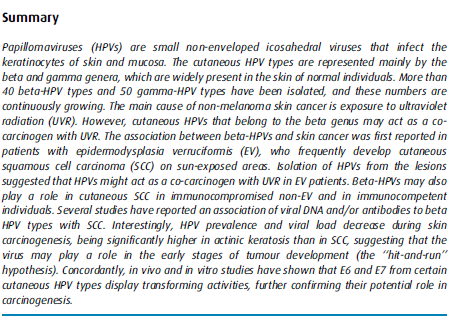 Summary
Papillomaviruses (HPVs) are small non-enveloped icosahedral viruses that infect the
keratinocytes of skin and mucosa. The cutaneous HPV types are represented mainly by the
beta and gamma genera, which are widely present in the skin of normal individuals. More than
40 beta-HPV types and 50 gamma-HPV types have been isolated, and these numbers are
continuously growing. The main cause of non-melanoma skin cancer is exposure to ultraviolet
radiation (UVR). However, cutaneous HPVs that belong to the beta genus may act as a co-
carcinogen with UVR. The association between beta-HPVs and skin cancer was first reported in
patients with epidermodysplasia verruciformis (EV), who frequently develop cutaneous
squamous cell carcinoma (SCC) on sun-exposed areas. Isolation of HPVs from the lesions
suggested that HPVs might act as a co-carcinogen with UVR in EV patients. Beta-HPVs may also
play a role in cutaneous SCC in immunocompromised non-EV and in immunocompetent
individuals. Several studies have reported an association of viral DNA and/or antibodies to beta
HPV types with SCC. Interestingly, HPV prevalence and viral load decrease during skin
carcinogenesis, being significantly higher in actinic keratosis than in SCC, suggesting that the
virus may play a role in the early stages of tumour development (the ‘‘hit-and-run’’
hypothesis). Concordantly, in vivo and in vitro studies have shown that E6 and E7 from certain
cutaneous HPV types display transforming activities, further confirming their potential role in
carcinogenesis.